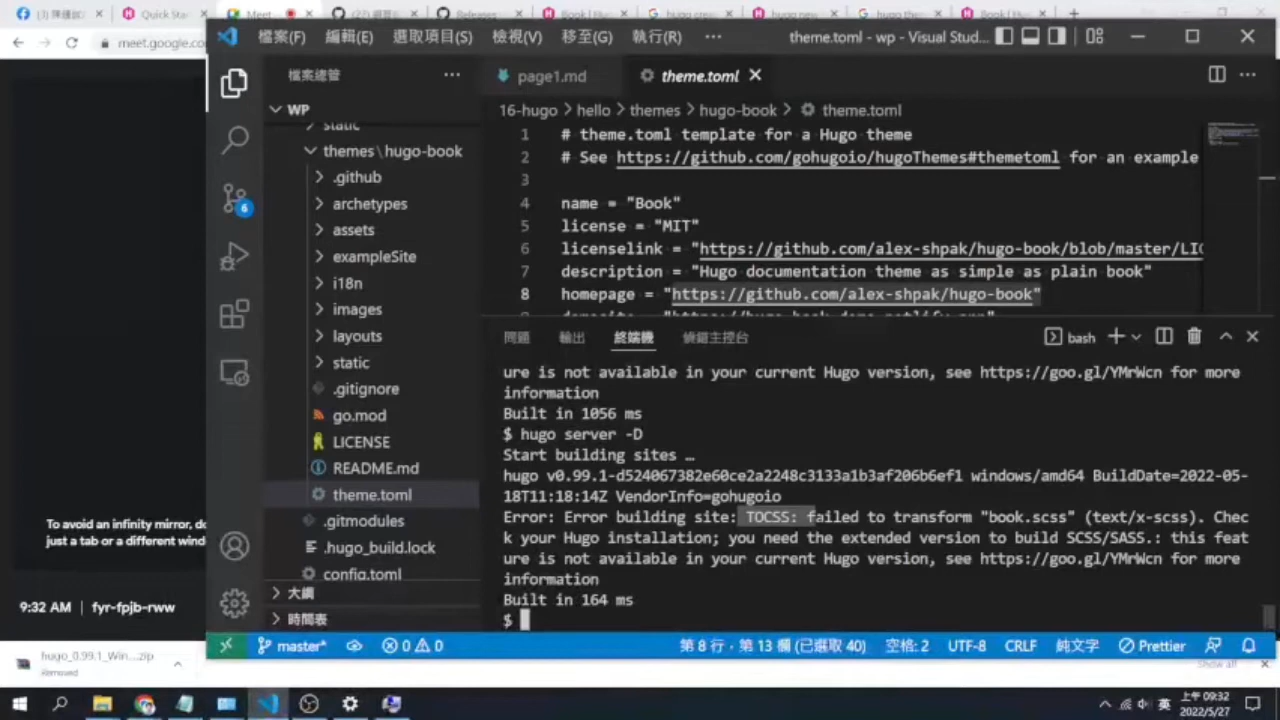 Quick Sta
Meet
Releases
meet.google.co
檔案(F) 編輯(E) 選取項目(S) 檢視(V) 移至(G) 執行(R) ··· theme.toml - wp - Visual Stud...
檔案總管 ···
page1.md theme.toml
WP
16-hugo > hello > themes > hugo-book > theme.toml
static
themes\hugo-book
.github
archetypes
assets
exampleSite
i18n
images
layouts
static
.gitignore
go.mod
LICENSE
README.md
theme.toml
.gitmodules
.hugo_build.lock
config.toml
大綱
時間表
1 # theme.toml template for a Hugo theme
2 # See https://github.com/gohugoio/hugoThemes#themetoml for an example
3
4 name = "Book"
5 license = "MIT"
6 licenselink = "https://github.com/alex-shpak/hugo-book/blob/master/LIC
7 description = "Hugo documentation theme as simple as plain book"
8 homepage = "https://github.com/alex-shpak/hugo-book"
問題 輸出 終端機 偵錯主控台 bash
ure is not available in your current Hugo version, see https://goo.gl/YMrWcn for more
information
Built in 1056 ms
$ hugo server -D
Start building sites …
hugo v0.99.1-d524067382e60ce2a2248c3133a1b3af206b6ef1 windows/amd64 BuildDate=2022-05-
18T11:18:14Z VendorInfo=gohugoio
Error: Error building site: TOCSS: failed to transform "book.scss" (text/x-scss). Chec
k your Hugo installation; you need the extended version to build SCSS/SASS.: this feat
ure is not available in your current Hugo version, see https://goo.gl/YMrWcn for more
information
Built in 164 ms
$
6
To avoid an infinity mirror, do
just a tab or a different wind
9:32 AM | fyr-fpjb-rww
master* 0 0 第 8 行，第 13 欄 (已選取 40) 空格: 2 UTF-8 CRLF 純文字 Prettier
hugo_0.99.1_Win....zip
Removed
Show all
英
上午 09:32
2022/5/27